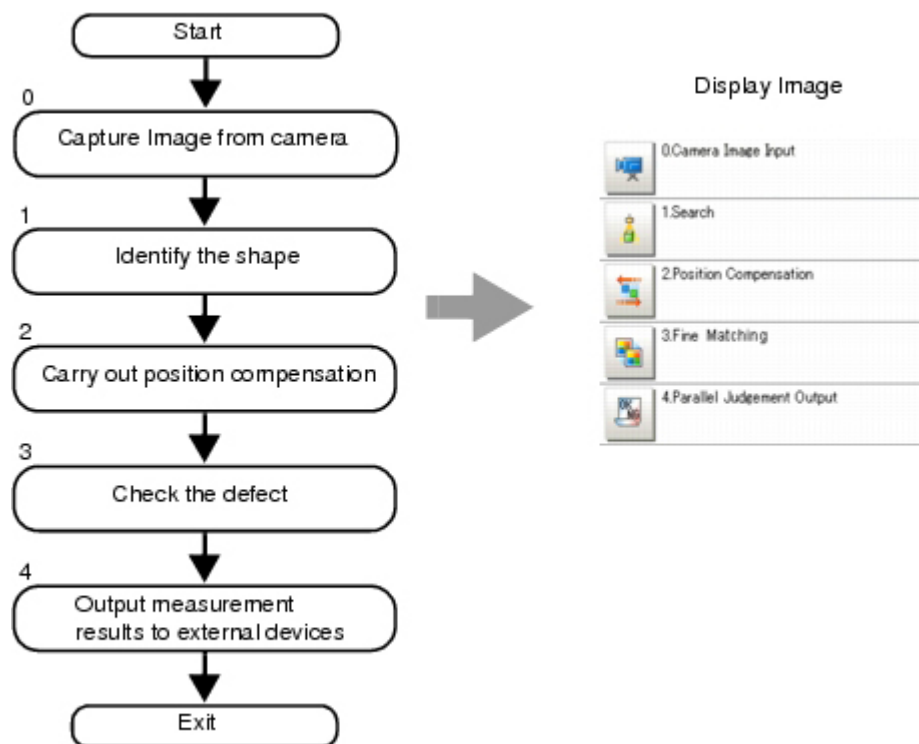 Start
0
Capture Image from camera
1
Identify the shape
2
Carry out position compensation
3
Check the defect
4
Output measurement
results to external devices
Exit
Display Image
0.Camera Image Input
1.Search
2.Position Compensation
3.Fine Matching
4.Parallel Judgement Output
OK
NG